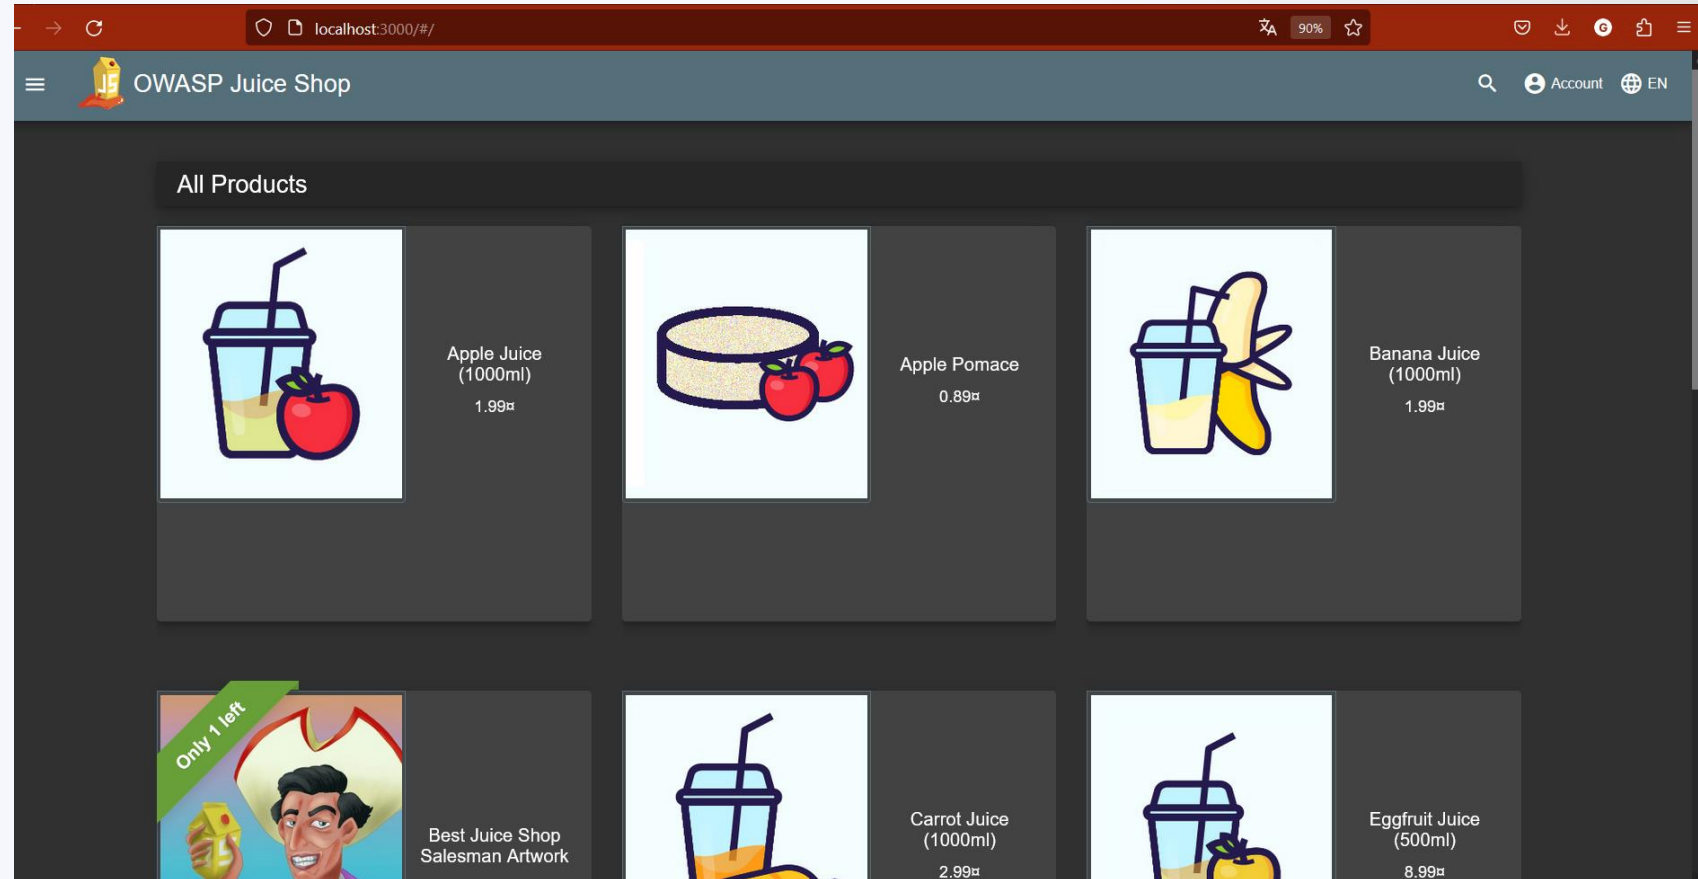 localhost:3000/#/
90%
G
JS
OWASP Juice Shop
Account
EN
All Products
Apple Juice
(1000ml)
1.99¤
Apple Pomace
0.89¤
Banana Juice
(1000ml)
1.99¤
Only 1 left
Best Juice Shop
Salesman Artwork
Carrot Juice
(1000ml)
2.99¤
Eggfruit Juice
(500ml)
8.99¤